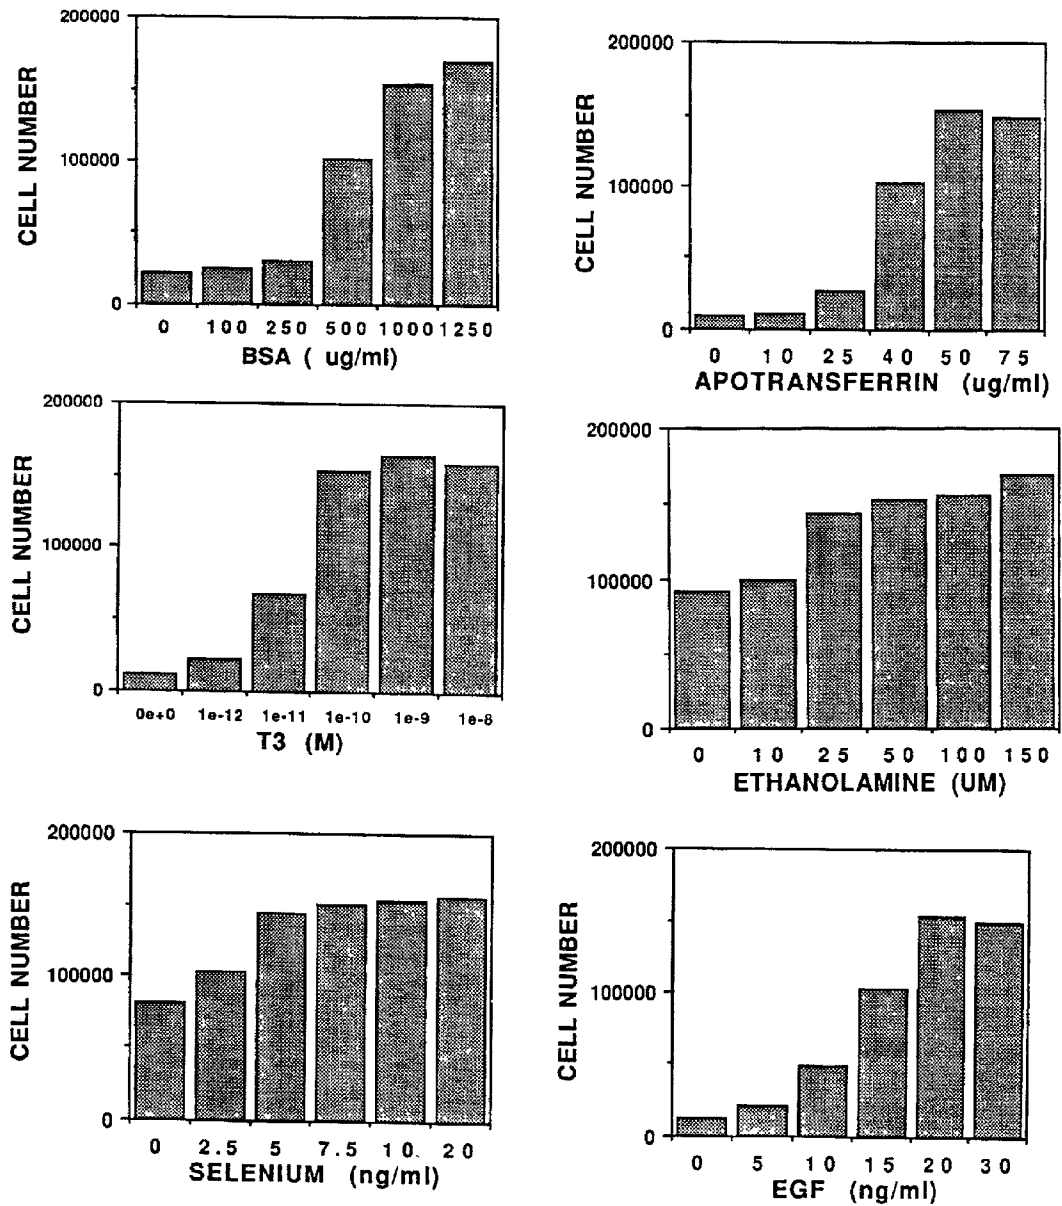 200000
CELL NUMBER
100000
0
0 100 250 500 1000 1250
BSA ( ug/ml)
200000
CELL NUMBER
100000
0
0 10 25 40 50 75
APOTRANSFERRIN (ug/ml)
200000
CELL NUMBER
100000
0
0e+0 1e-12 1e-11 1e-10 1e-9 1e-8
T3 (M)
200000
CELL NUMBER
100000
0
0 10 25 50 100 150
ETHANOLAMINE (UM)
200000
CELL NUMBER
100000
0
0 2.5 5 7.5 10 20
SELENIUM (ng/ml)
200000
CELL NUMBER
100000
0
0 5 10 15 20 30
EGF (ng/ml)